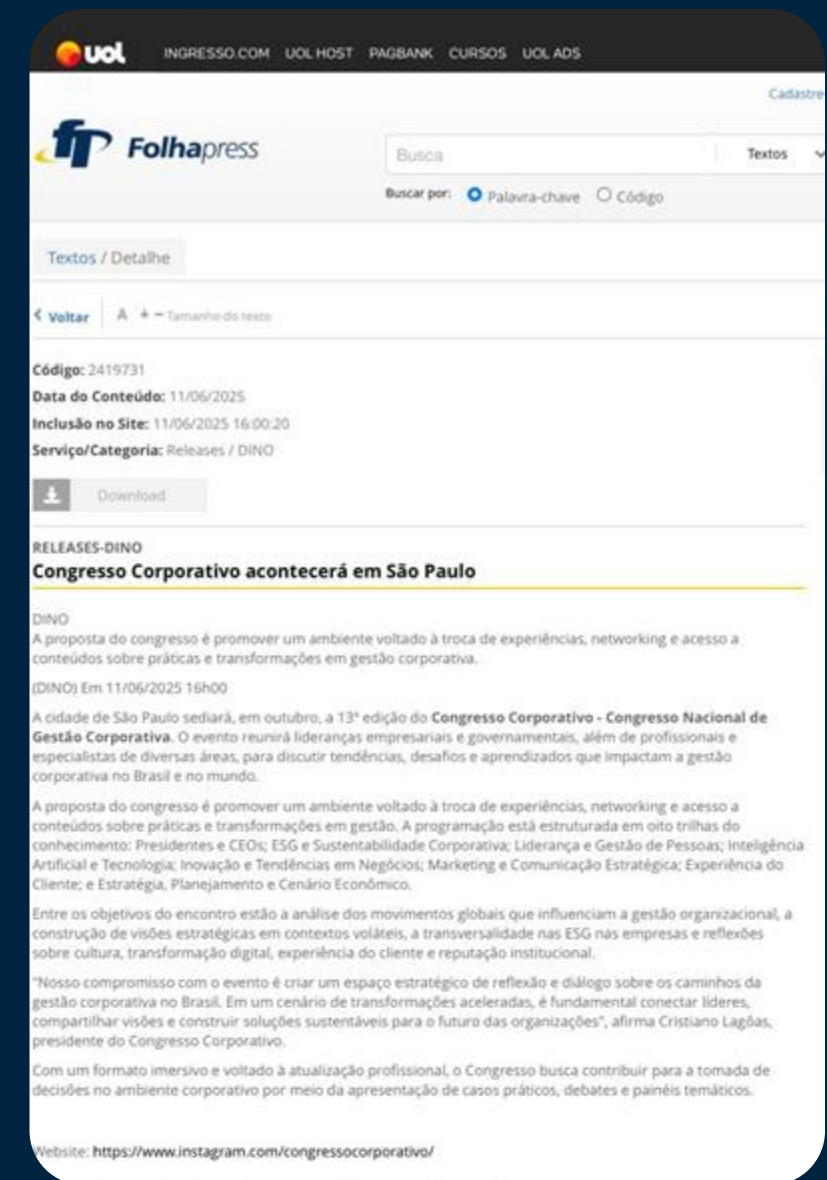 uol INGRESSO.COM UOL HOST PAGBANK CURSOS UOL ADS
Cadastre
fp Folhapress
Busca Textos
Buscar por: Palavra-chave Código
Textos / Detalhe
Voltar A + - Tamanho do texto
Código: 2419731
Data do Conteúdo: 11/06/2025
Inclusão no Site: 11/06/2025 16:00:20
Serviço/Categoria: Releases / DINO
Download
RELEASES-DINO
Congresso Corporativo acontecerá em São Paulo
DINO
A proposta do congresso é promover um ambiente voltado à troca de experiências, networking e acesso a
conteúdos sobre práticas e transformações em gestão corporativa.
(DINO) Em 11/06/2025 16h00
A cidade de São Paulo sediará, em outubro, a 13ª edição do Congresso Corporativo - Congresso Nacional de
Gestão Corporativa. O evento reunirá lideranças empresariais e governamentais, além de profissionais e
especialistas de diversas áreas, para discutir tendências, desafios e aprendizados que impactam a gestão
corporativa no Brasil e no mundo.
A proposta do congresso é promover um ambiente voltado à troca de experiências, networking e acesso a
conteúdos sobre práticas e transformações em gestão. A programação está estruturada em oito trilhas do
conhecimento: Presidentes e CEOs; ESG e Sustentabilidade Corporativa; Liderança e Gestão de Pessoas; Inteligência
Artificial e Tecnologia; Inovação e Tendências em Negócios; Marketing e Comunicação Estratégica; Experiência do
Cliente; e Estratégia, Planejamento e Cenário Econômico.
Entre os objetivos do encontro estão a análise dos movimentos globais que influenciam a gestão organizacional, a
construção de visões estratégicas em contextos voláteis, a transversalidade nas ESG nas empresas e reflexões
sobre cultura, transformação digital, experiência do cliente e reputação institucional.
"Nosso compromisso com o evento é criar um espaço estratégico de reflexão e diálogo sobre os caminhos da
gestão corporativa no Brasil. Em um cenário de transformações aceleradas, é fundamental conectar líderes,
compartilhar visões e construir soluções sustentáveis para o futuro das organizações", afirma Cristiano Lagôas,
presidente do Congresso Corporativo.
Com um formato imersivo e voltado à atualização profissional, o Congresso busca contribuir para a tomada de
decisões no ambiente corporativo por meio da apresentação de casos práticos, debates e painéis temáticos.
Website: https://www.instagram.com/congressocorporativo/